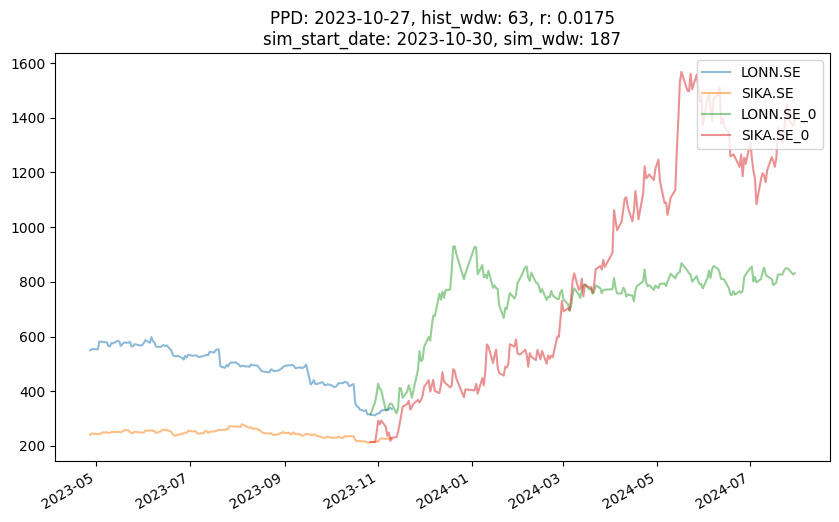 PPD: 2023-10-27, hist_wdw: 63, r: 0.0175
sim_start_date: 2023-10-30, sim_wdw: 187
1600
1400
1200
1000
800
600
400
200
LONN.SE
SIKA.SE
LONN.SE_0
SIKA.SE_0
2023-05
2023-07
2023-09
2023-11
2024-01
2024-03
2024-05
2024-07